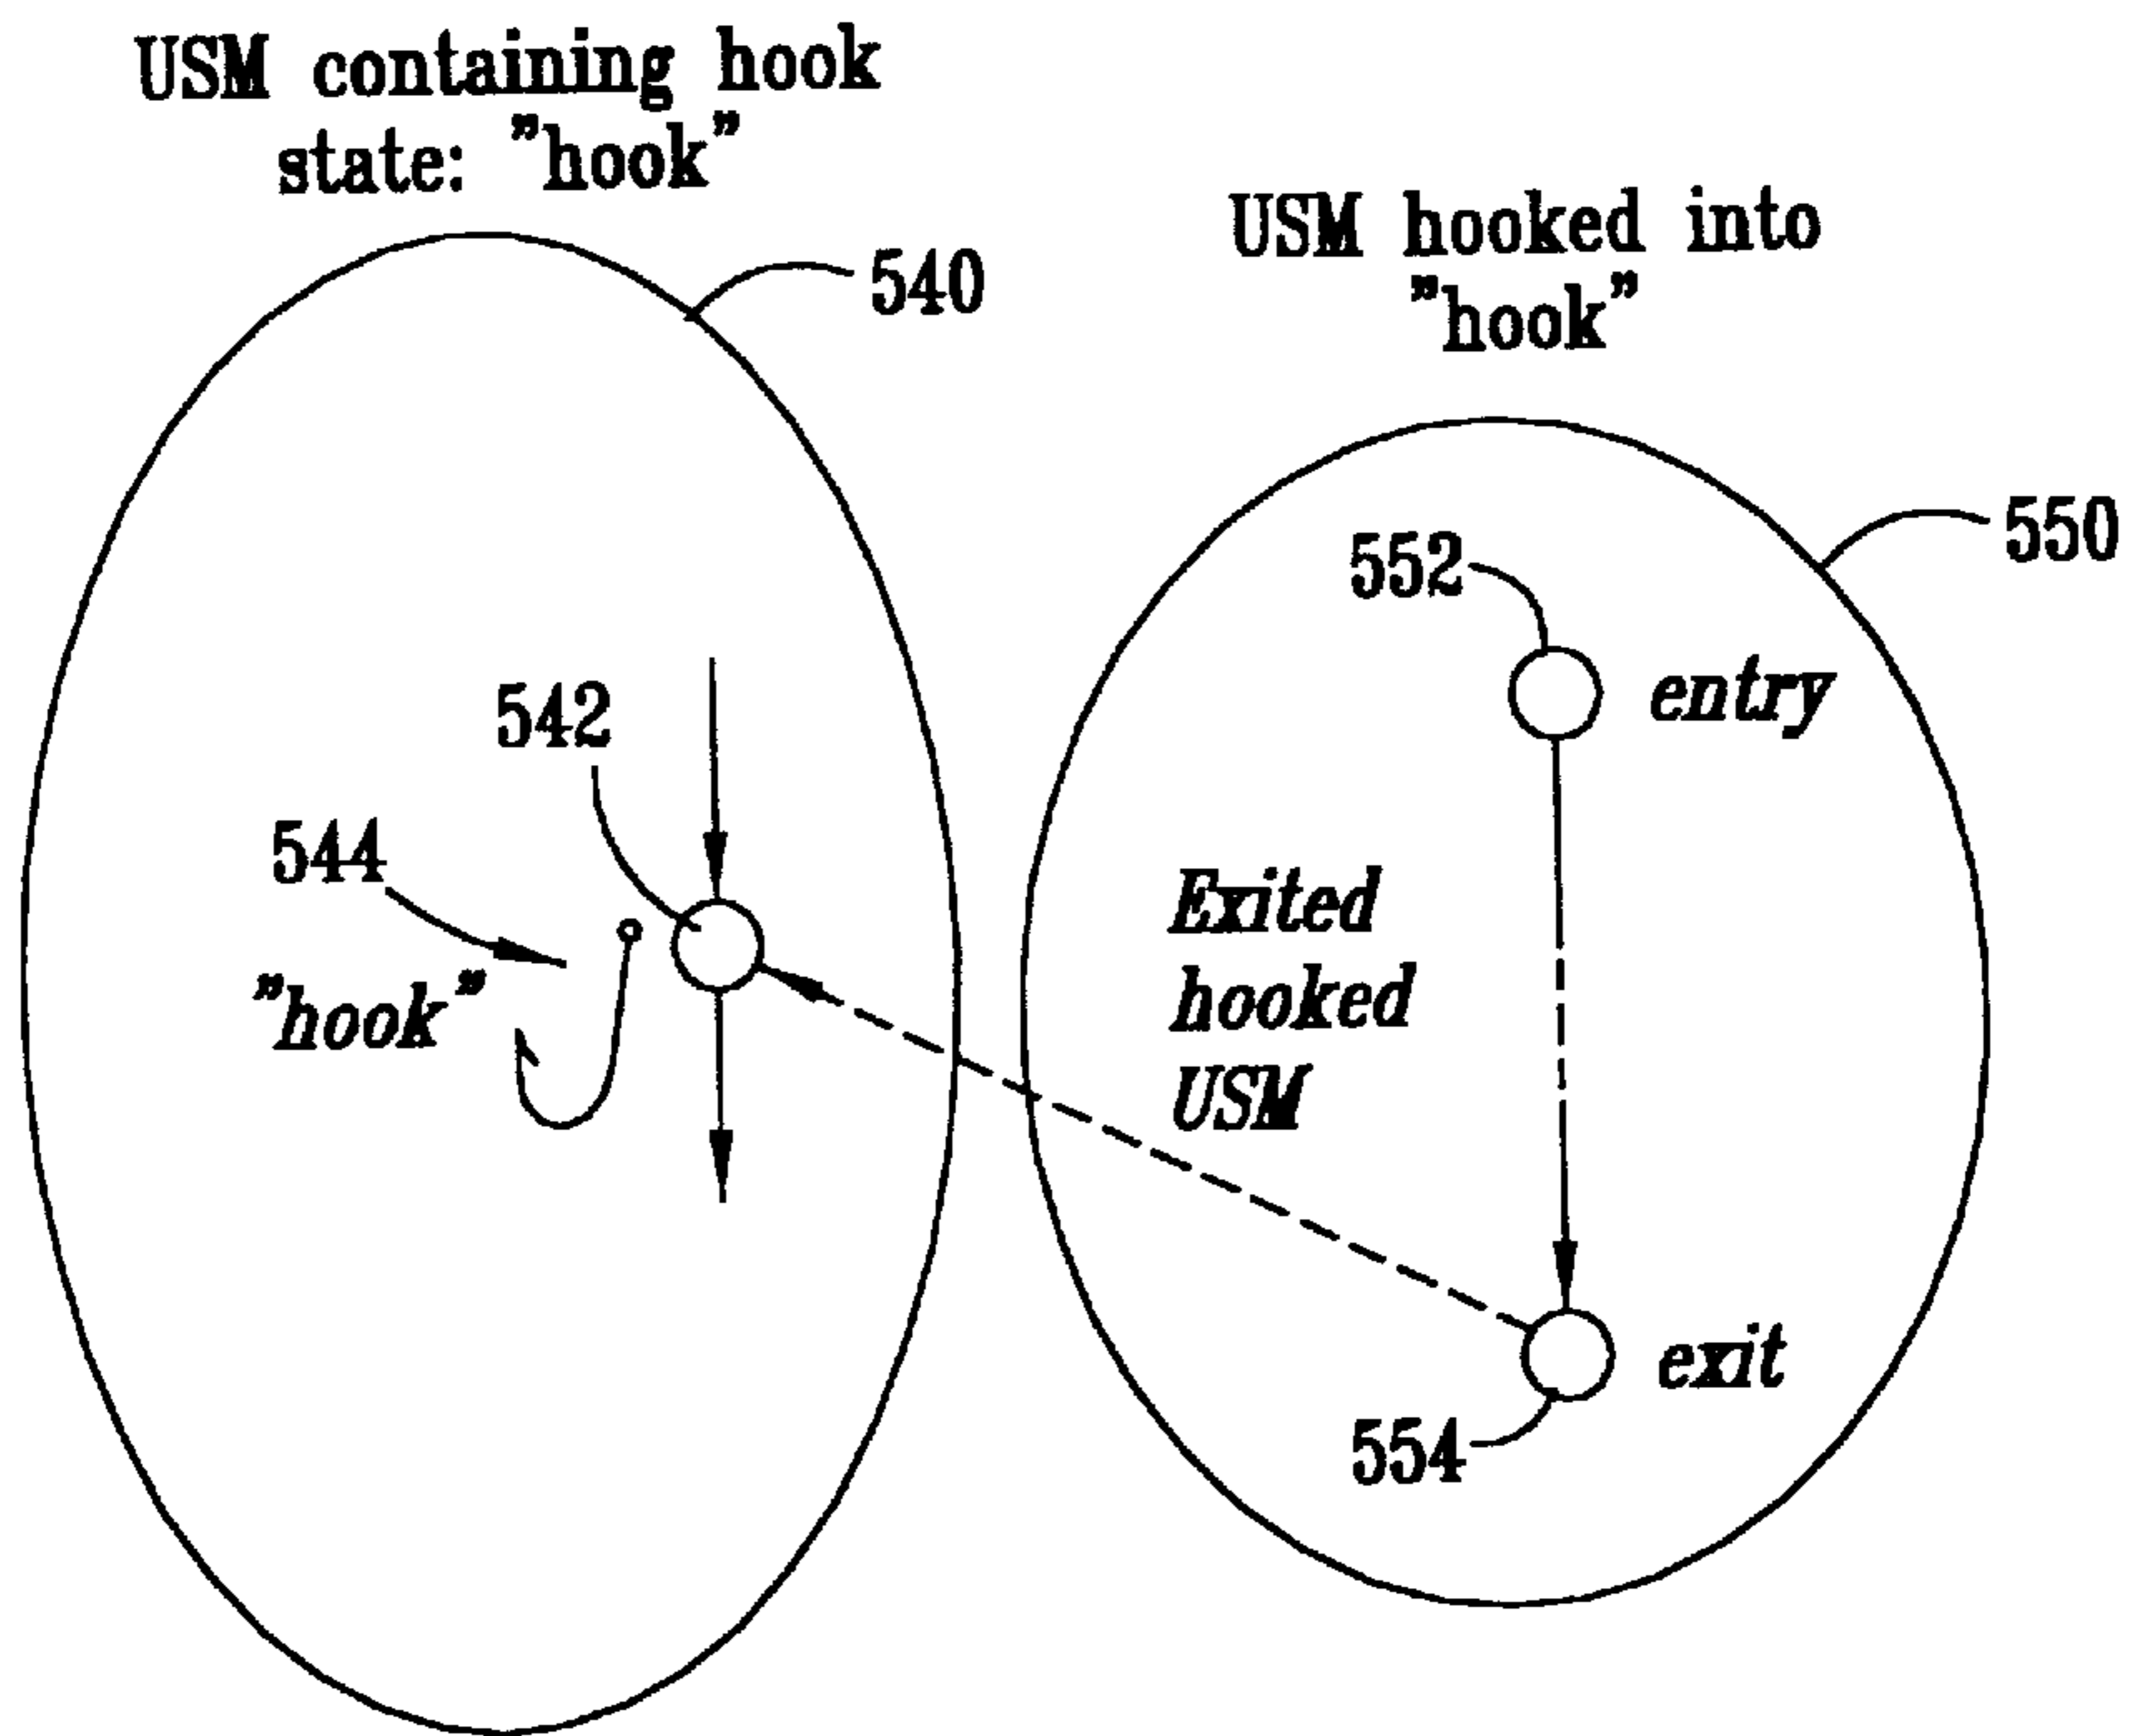 USM containing hook
state: "hook"
540
USM hooked into
"hook"
550
552
entry
542
544
"hook"
Exited
hooked
USM
exit
554